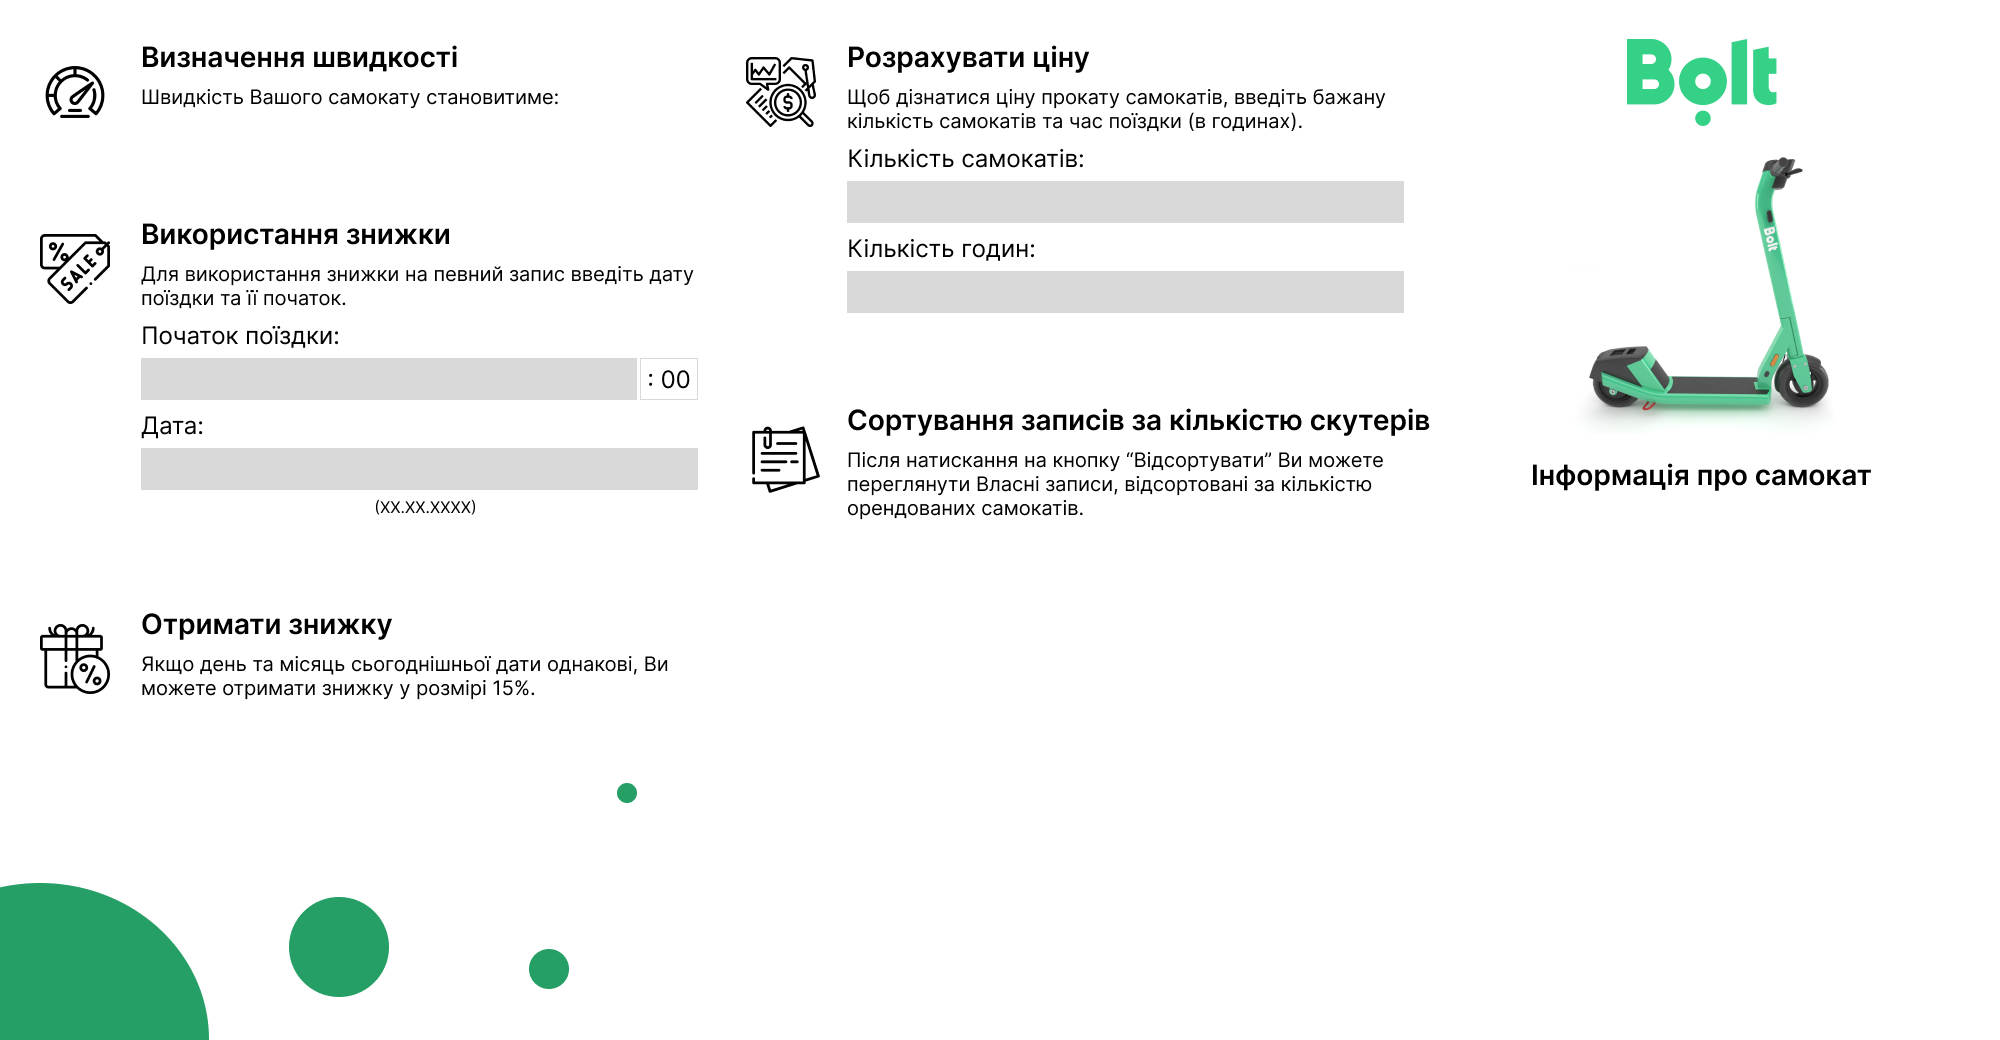 Визначення швидкості
Швидкість Вашого самокату становитиме:
Використання знижки
SALE
Для використання знижки на певний запис введіть дату
поїздки та її початок.
Початок поїздки:
: 00
Дата:
(XX.XX.XXXX)
Отримати знижку
Якщо день та місяць сьогоднішньої дати однакові, Ви
можете отримати знижку у розмірі 15%.
Розрахувати ціну
Щоб дізнатися ціну прокату самокатів, введіть бажану
кількість самокатів та час поїздки (в годинах).
Кількість самокатів:
Кількість годин:
Сортування записів за кількістю скутерів
Після натискання на кнопку “Відсортувати” Ви можете
переглянути Власні записи, відсортовані за кількістю
орендованих самокатів.
Bolt
Bolt
Інформація про самокат